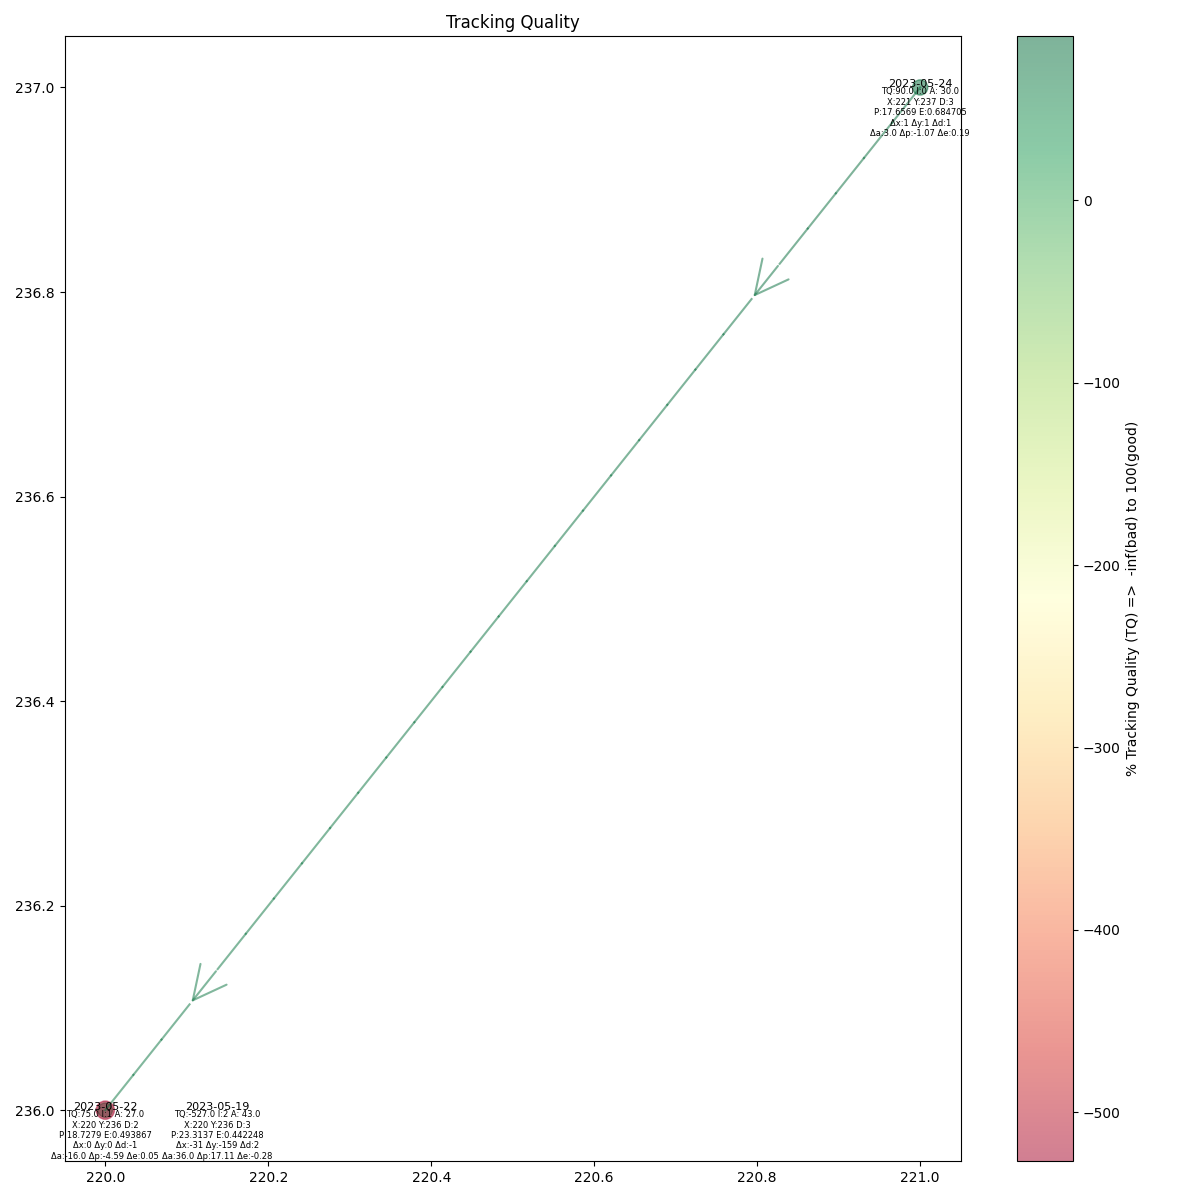 Tracking Quality
237.0
236.8
236.6
236.4
236.2
236.0
220.0
220.2
220.4
220.6
220.8
221.0
2023-05-24
TQ:90.0 I:0 A: 30.0
X:221 Y:237 D:3
P:17.6569 E:0.684705
Δx:1 Δy:1 Δd:1
Δa:3.0 Δp:-1.07 Δe:0.19
2023-05-22
TQ:75.0 I:1 A: 27.0
X:220 Y:236 D:2
P:18.7279 E:0.493867
Δx:0 Δy:0 Δd:-1
Δa:-16.0 Δp:-4.59 Δe:0.05
2023-05-19
TQ:-527.0 I:2 A: 43.0
X:220 Y:236 D:3
P:23.3137 E:0.442248
Δx:-31 Δy:-159 Δd:2
Δa:36.0 Δp:17.11 Δe:-0.28
0
−100
−200
−300
−400
−500
% Tracking Quality (TQ) => -inf(bad) to 100(good)